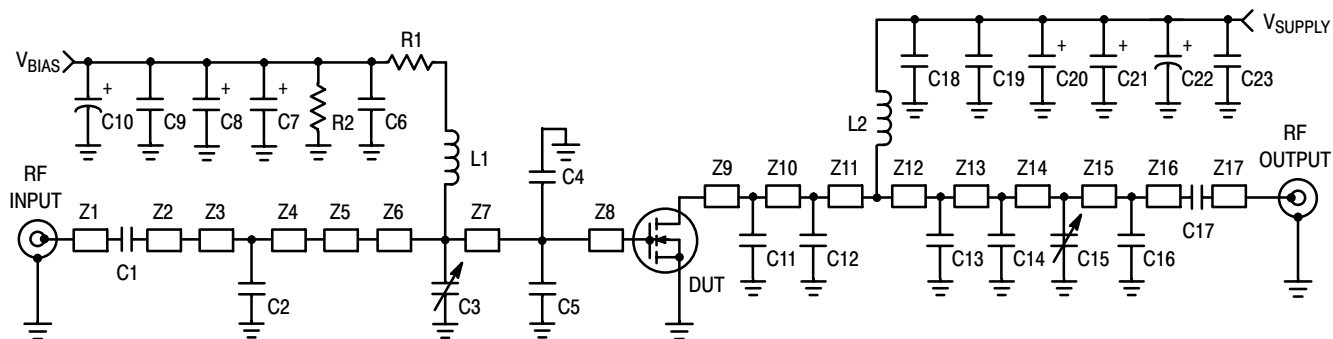 R1
VBIAS
VSUPPLY
+
+
+
+
+
+
C10
C9
C8
C7
R2
C6
C18
C19
C20
C21
C22
C23
L1
L2
C4
RF
INPUT
RF
OUTPUT
Z1
Z2
Z3
Z4
Z5
Z6
Z7
Z8
Z9
Z10
Z11
Z12
Z13
Z14
Z15
Z16
Z17
C1
C17
C2
C3
C5
DUT
C11
C12
C13
C14
C15
C16